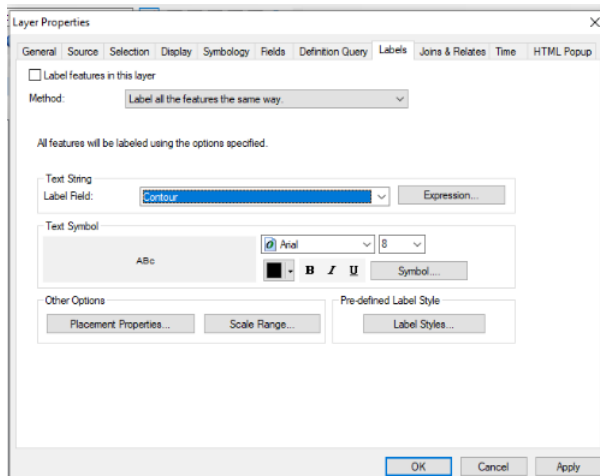 Layer Properties
General Source Selection Display Symbology Fields Definition Query Labels Joins & Relates Time HTML Popup
Label features in this layer
Method: Label all the features the same way.
All features will be labeled using the options specified.
Text String
Label Field: Contour Expression...
Text Symbol
ABc Arial 8
B I U Symbol...
Other Options Pre-defined Label Style
Placement Properties... Scale Range... Label Styles...
OK Cancel Apply